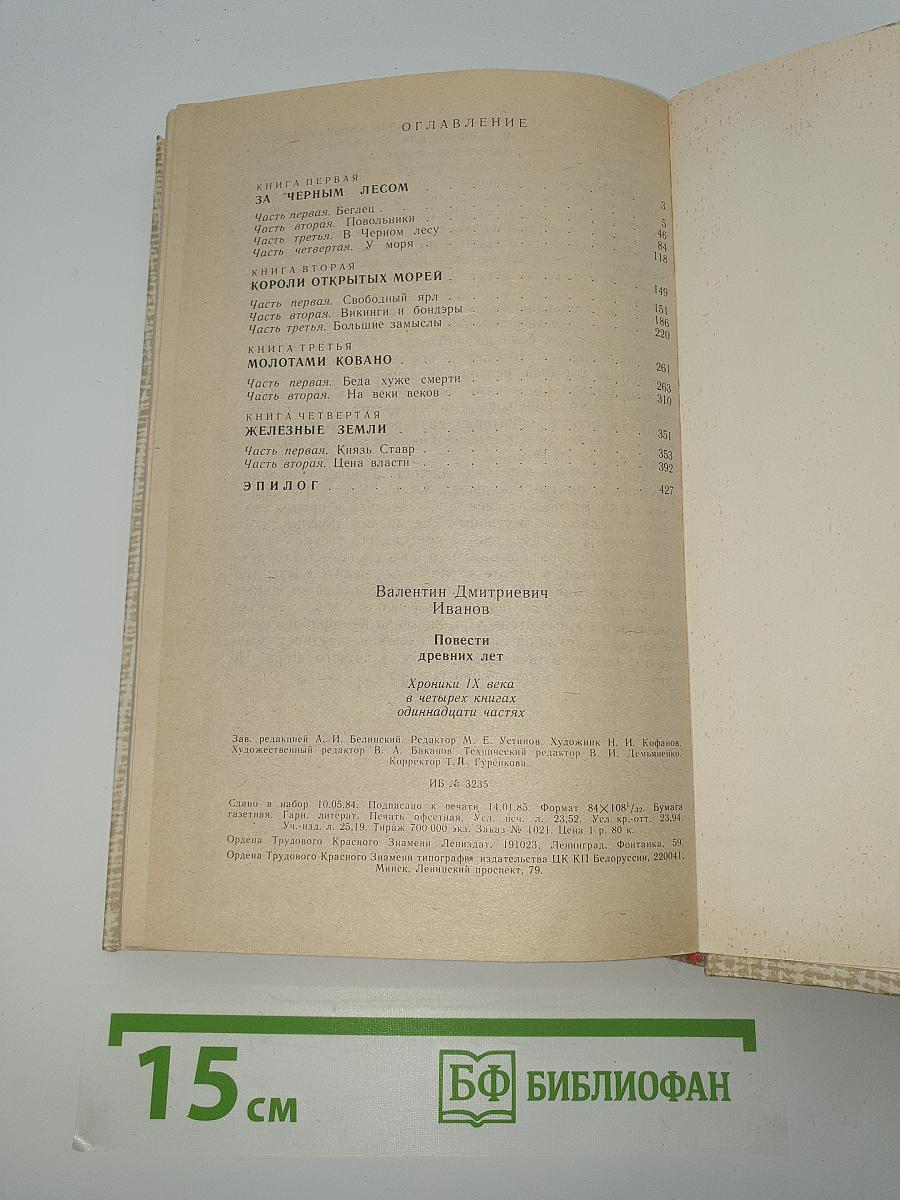 ОГЛАВЛЕНИЕ
КНИГА ПЕРВАЯ
ЗА ЧЕРНЫМ ЛЕСОМ . . . . . . . 3
Часть первая. Беглец . . . . . . . 5
Часть вторая. Повольники . . . . . . . 46
Часть третья. В Черном лесу . . . . . . . 84
Часть четвертая. У моря . . . . . . . 118
КНИГА ВТОРАЯ
КОРОЛИ ОТКРЫТЫХ МОРЕЙ . . . . . . . 149
Часть первая. Свободный ярл . . . . . . . 151
Часть вторая. Викинги и бондэры . . . . . . . 186
Часть третья. Большие замыслы . . . . . . . 220
КНИГА ТРЕТЬЯ
МОЛОТАМИ КОВАНО . . . . . . . 261
Часть первая. Беда хуже смерти . . . . . . . 263
Часть вторая. На веки веков . . . . . . . 310
КНИГА ЧЕТВЕРТАЯ
ЖЕЛЕЗНЫЕ ЗЕМЛИ . . . . . . . 351
Часть первая. Князь Ставр . . . . . . . 353
Часть вторая. Цена власти . . . . . . . 392
ЭПИЛОГ . . . . . . . 427
Валентин Дмитриевич
Иванов
Повести
древних лет
Хроники IX века
в четырех книгах
одиннадцати частях
Зав. редакцией А. И. Белинский. Редактор М. Е. Устинов. Художник Н. И. Кофанов.
Художественный редактор В. А. Баканов. Технический редактор В. И. Демьяненко.
Корректор Т. П. Гуренкова.
ИБ № 3235
Сдано в набор 10.05.84. Подписано к печати 14.01.85. Формат 84×108 1/32. Бумага
газетная. Гарн. литерат. Печать офсетная. Усл. печ. л. 23,52. Усл. кр.-отт. 23,94.
Уч.-изд. л. 25,19. Тираж 700 000 экз. Заказ № 1021. Цена 1 р. 80 к.
Ордена Трудового Красного Знамени Лениздат, 191023, Ленинград, Фонтанка, 59.
Ордена Трудового Красного Знамени типография издательства ЦК КП Белоруссии, 220041,
Минск, Ленинский проспект, 79.
15 см
БФ БИБЛИОФАН